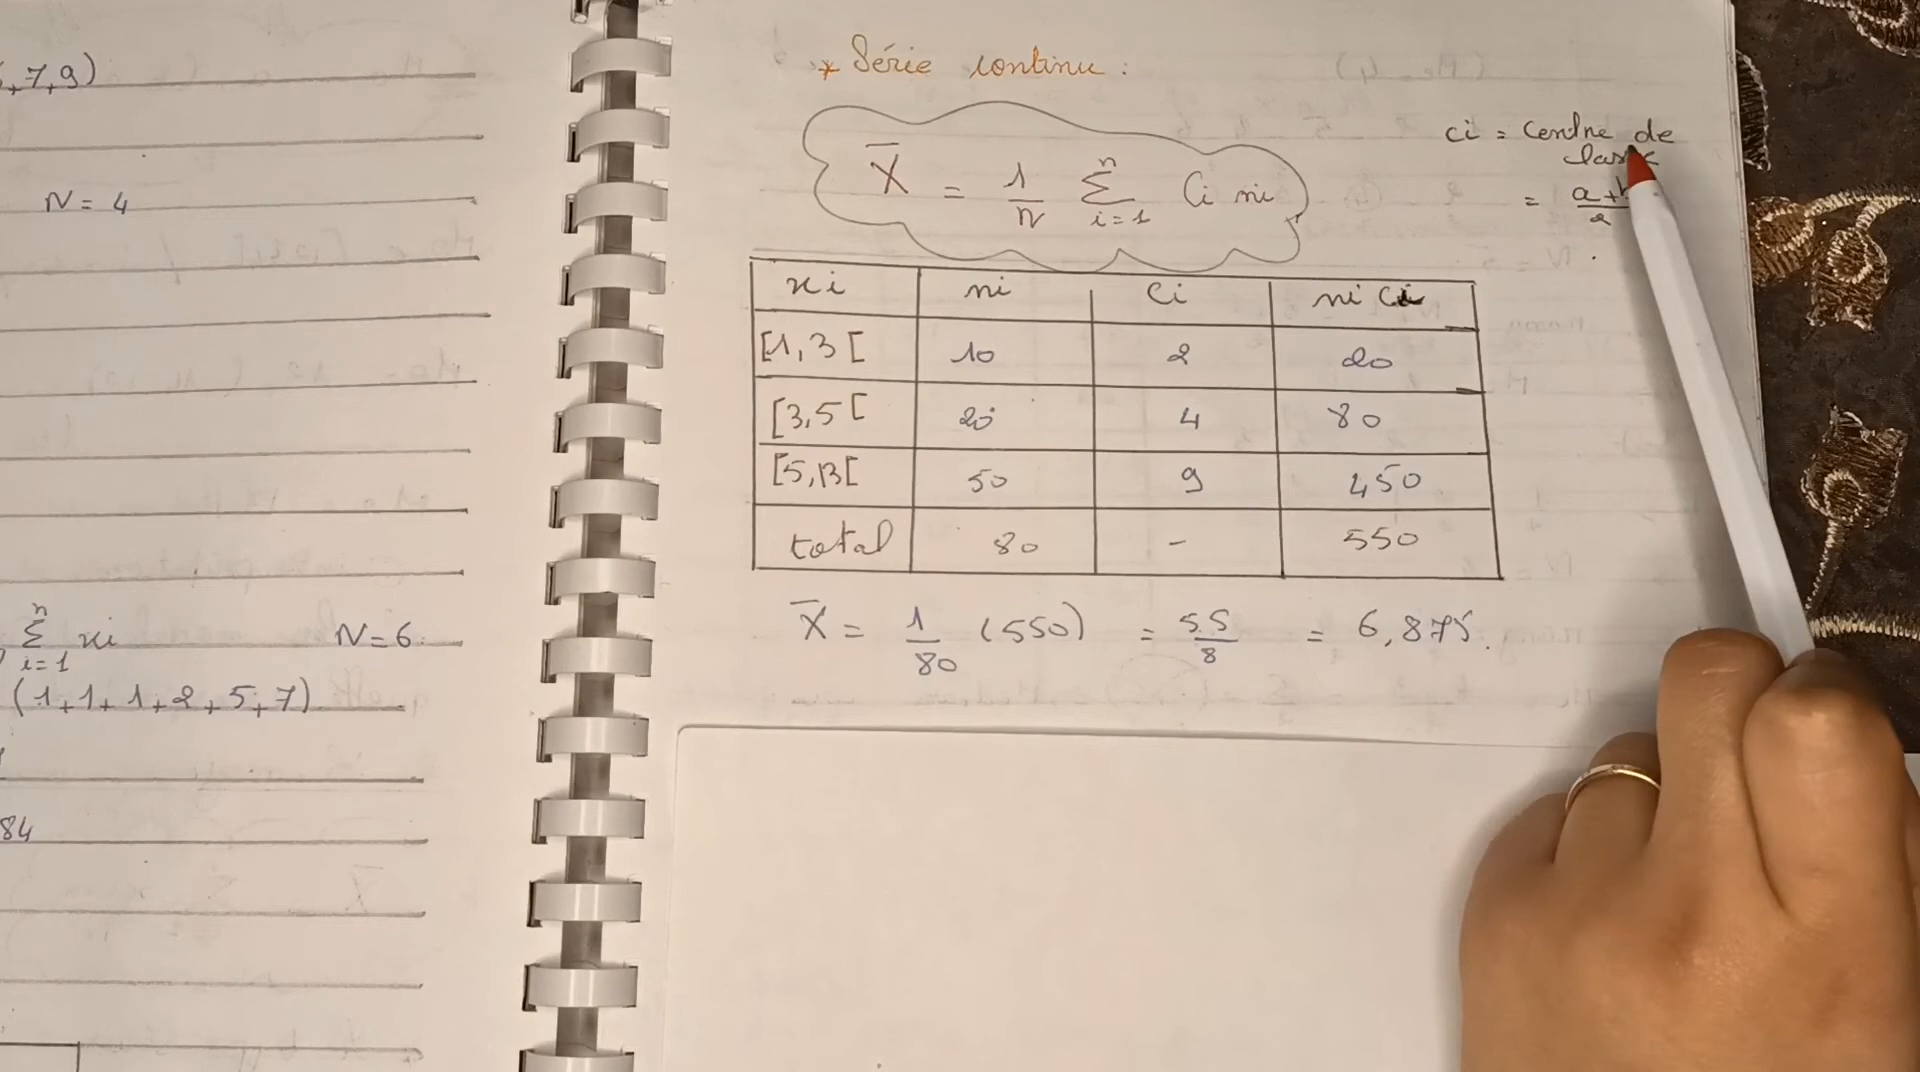 , 7, 9)
N = 4
n
Σ xi N = 6
i = 1
(1 + 1 + 1 + 2 + 5 + 7)
84
* Série continu :
X̄ = 1/n Σ Ci ni
n
i = 1
ci = Centre de
classe
= a + b / 2
xi ni Ci ni Ci
[1, 3 [ 10 2 20
[3, 5 [ 20 4 80
[5, 13 [ 50 9 450
total 80 - 550
X̄ = 1/80 (550) = 55/8 = 6,875.